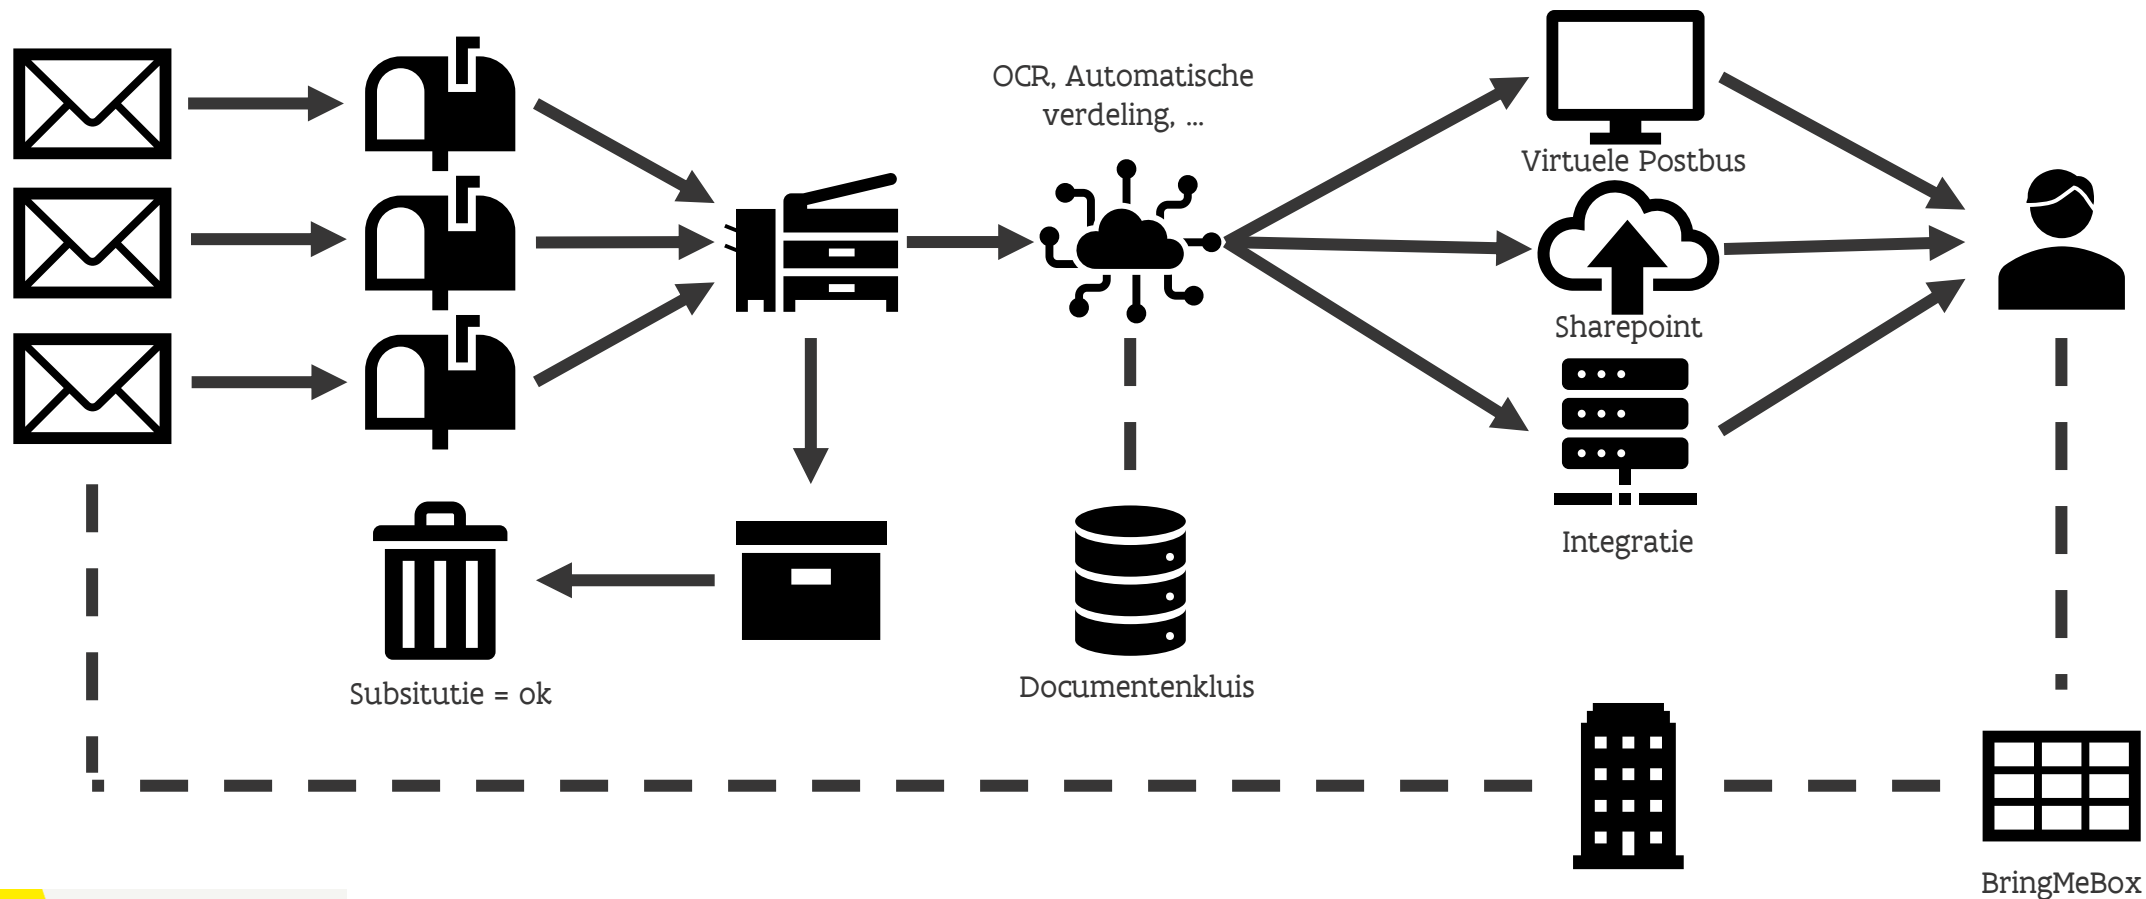 OCR, Automatische
verdeling, ...
Virtuele Postbus
Sharepoint
Integratie
Subsitutie = ok
Documentenkluis
BringMeBox